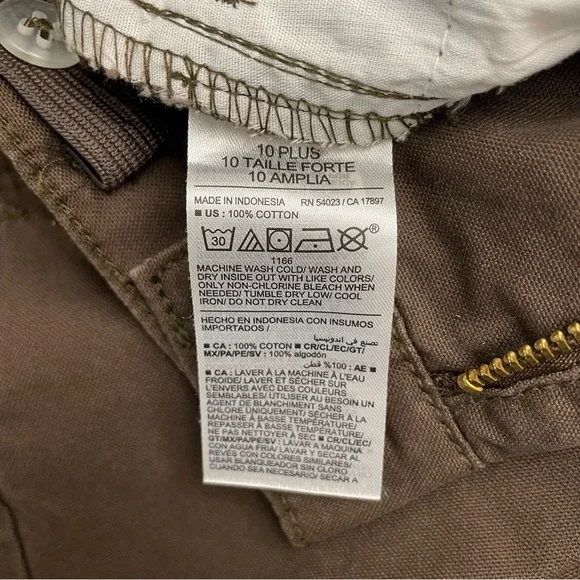 10 PLUS
10 TAILLE FORTE
10 AMPLIA
MADE IN INDONESIA RN 54023 / CA 17897
■ US : 100% COTTON
30 ®
1166
MACHINE WASH COLD/ WASH AND
DRY INSIDE OUT WITH LIKE COLORS/
ONLY NON-CHLORINE BLEACH WHEN
NEEDED/ TUMBLE DRY LOW/ COOL
IRON/ DO NOT DRY CLEAN
HECHO EN INDONESIA CON INSUMOS
IMPORTADOS/ تصنع في اندونيسيا
■ CA : 100% COTON ■ CR/CL/EC/GT/
MX/PA/PE/SV : 100% algodón
■ AE : 100% قطن
■ CA : LAVER À LA MACHINE À L'EAU
FROIDE/ LAVER ET SÉCHER SUR
L'ENVERS AVEC DES COULEURS
SEMBLABLES/ UTILISER AU BESOIN
AGENT DE BLANCHIMENT SANS
CHLORE UNIQUEMENT/ SÉCHER À LA
MACHINE À BASSE TEMPÉRATURE/
REPASSER À BASSE TEMPÉRATURE/
NE PAS NETTOYER À SEC ■ CR/CL/EC/
GT/MX/PA/PE/SV : LAVAR A MAQUINA
CON AGUA FRIA/ LAVAR Y SECAR AL
REVÉS CON COLORES SIMILARES/
USAR BLANQUEADOR SIN CLORO
CUANDO SEA NECESARIO/ SECAR A